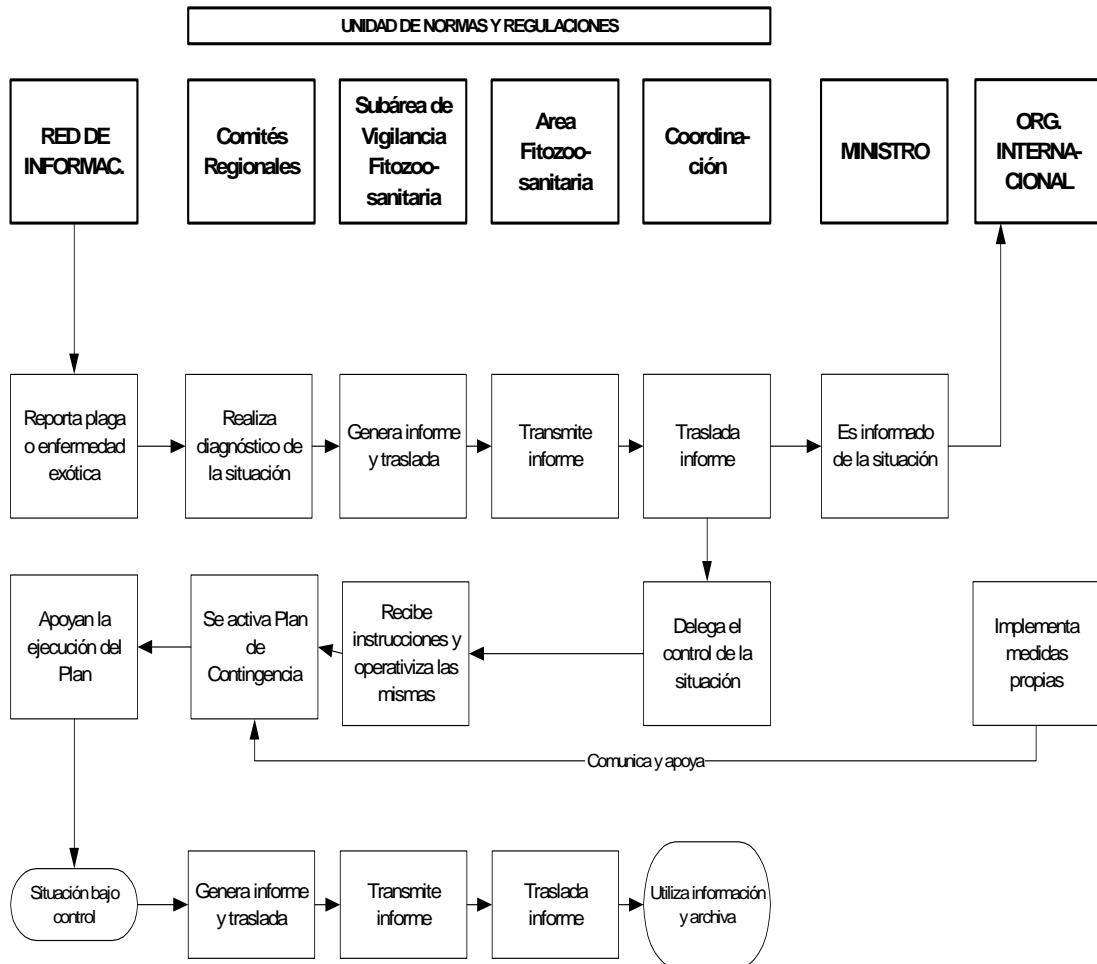 UNIDAD DE NORMAS Y REGULACIONES
RED DE
INFORMAC.
Comités
Regionales
Subárea de
Vigilancia
Fitozoo-
sanitaria
Area
Fitozoo-
sanitaria
Coordina-
ción
MINISTRO
ORG.
INTERNA-
CIONAL
Reporta plaga
o enfermedad
exótica
Realiza
diagnóstico de
la situación
Genera informe
y traslada
Transmite
informe
Traslada
informe
Es informado
de la situación
Apoyan la
ejecución del
Plan
Se activa Plan
de
Contingencia
Recibe
instrucciones y
operativiza las
mismas
Delega el
control de la
situación
Implementa
medidas
propias
Comunica y apoya
Situación bajo
control
Genera informe
y traslada
Transmite
informe
Traslada
informe
Utiliza información
y archiva